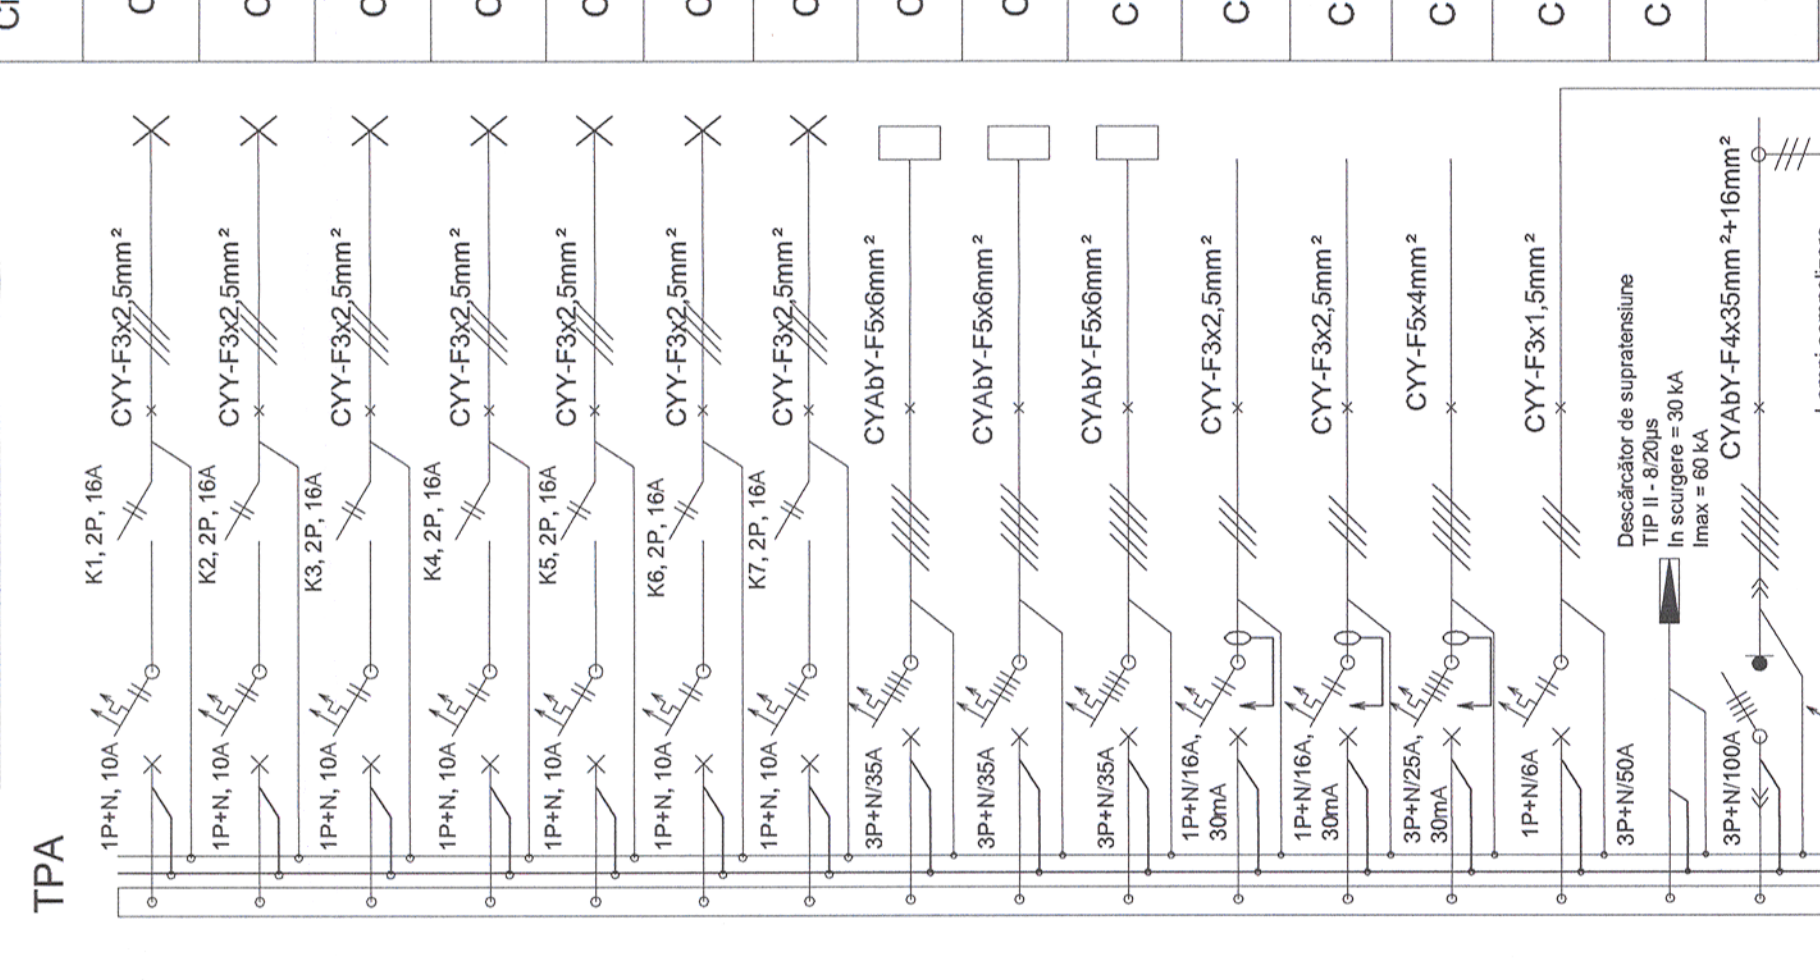 TPA
1P+N, 10A
K1, 2P, 16A
CYY-F3x2,5mm²
1P+N, 10A
K2, 2P, 16A
CYY-F3x2,5mm²
1P+N, 10A
K3, 2P, 16A
CYY-F3x2,5mm²
1P+N, 10A
K4, 2P, 16A
CYY-F3x2,5mm²
1P+N, 10A
K5, 2P, 16A
CYY-F3x2,5mm²
1P+N, 10A
K6, 2P, 16A
CYY-F3x2,5mm²
1P+N, 10A
K7, 2P, 16A
CYY-F3x2,5mm²
3P+N/35A
CYAbY-F5x6mm²
3P+N/35A
CYAbY-F5x6mm²
3P+N/35A
CYAbY-F5x6mm²
1P+N/16A,
30mA
CYY-F3x2,5mm²
1P+N/16A,
30mA
CYY-F3x2,5mm²
3P+N/25A,
30mA
CYY-F5x4mm²
1P+N/6A
CYY-F3x1,5mm²
3P+N/50A
Descărcător de supratensiune
TIP II - 8/20µs
In scurgere = 30 kA
Imax = 60 kA
3P+N/100A
CYAbY-F4x35mm²+16mm²